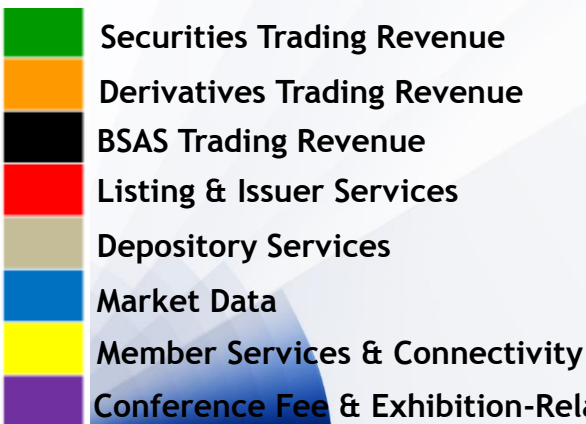 Securities Trading Revenue
Derivatives Trading Revenue
BSAS Trading Revenue
Listing & Issuer Services
Depository Services
Market Data
Member Services & Connectivity
Conference Fee & Exhibition-Rela